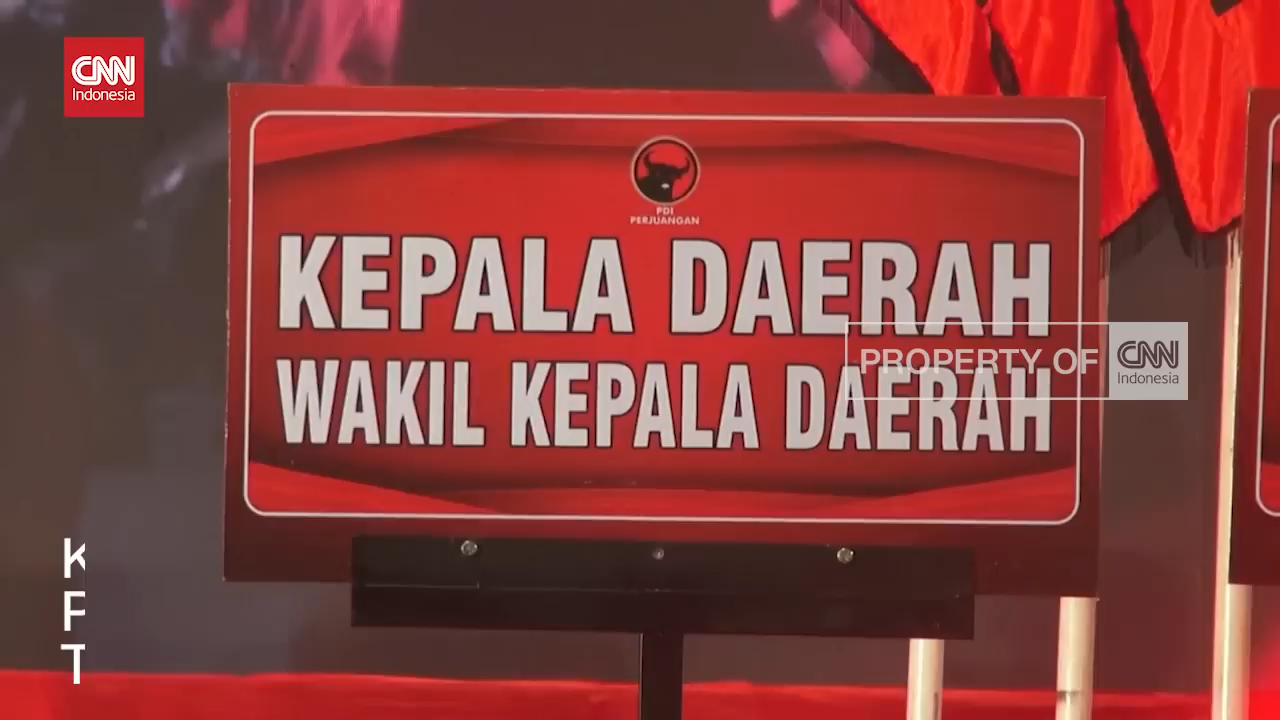 CNN
Indonesia
PDI
PERJUANGAN
KEPALA DAERAH
WAKIL KEPALA DAERAH
PROPERTY OF CNN
Indonesia
K
P
T